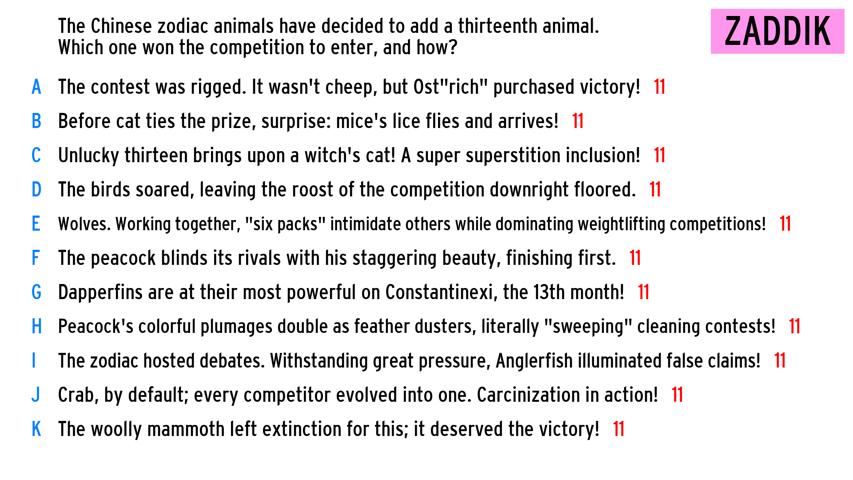 The Chinese zodiac animals have decided to add a thirteenth animal.
Which one won the competition to enter, and how?
ZADDIK
A The contest was rigged. It wasn't cheep, but Ost"rich" purchased victory! 11
B Before cat ties the prize, surprise: mice's lice flies and arrives! 11
C Unlucky thirteen brings upon a witch's cat! A super superstition inclusion! 11
D The birds soared, leaving the roost of the competition downright floored. 11
E Wolves. Working together, "six packs" intimidate others while dominating weightlifting competitions! 11
F The peacock blinds its rivals with his staggering beauty, finishing first. 11
G Dapperfins are at their most powerful on Constantinexi, the 13th month! 11
H Peacock's colorful plumages double as feather dusters, literally "sweeping" cleaning contests! 11
I The zodiac hosted debates. Withstanding great pressure, Anglerfish illuminated false claims! 11
J Crab, by default; every competitor evolved into one. Carcinization in action! 11
K The woolly mammoth left extinction for this; it deserved the victory! 11